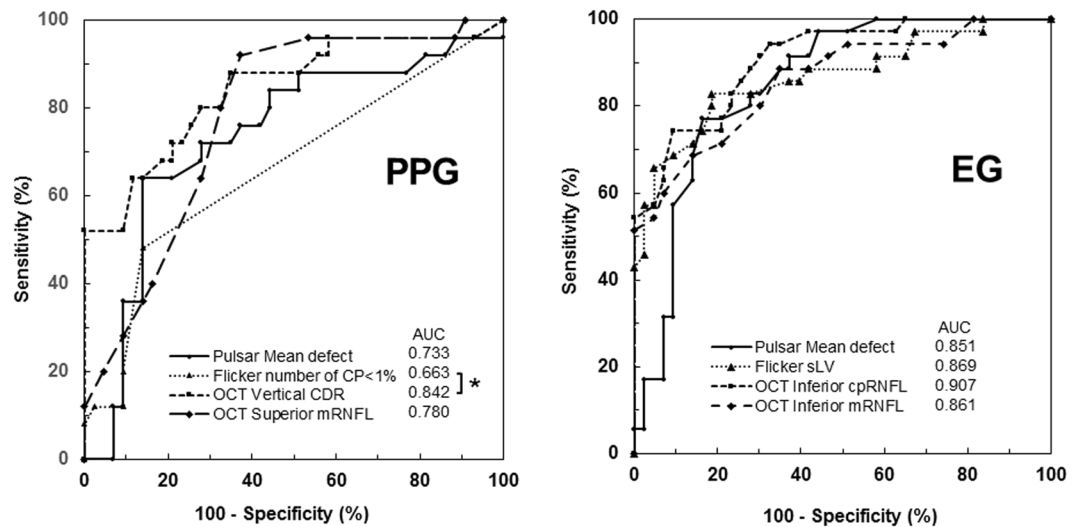 100
80
60
40
20
0
Sensitivity (%)
PPG
AUC
Pulsar Mean defect 0.733
Flicker number of CP<1% 0.663
OCT Vertical CDR 0.842
OCT Superior mRNFL 0.780
*
0 20 40 60 80 100
100 - Specificity (%)
100
80
60
40
20
0
Sensitivity (%)
EG
AUC
Pulsar Mean defect 0.851
Flicker sLV 0.869
OCT Inferior cpRNFL 0.907
OCT Inferior mRNFL 0.861
0 20 40 60 80 100
100 - Specificity (%)